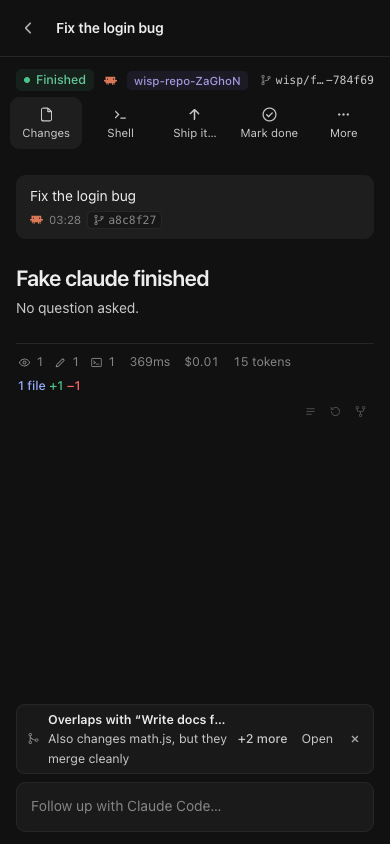 Fix the login bug
Finished wisp-repo-ZaGhoN wisp/f…-784f69
Changes Shell Ship it… Mark done More
Fix the login bug
03:28 a8c8f27
Fake claude finished
No question asked.
1 1 1 369ms $0.01 15 tokens
1 file +1 −1
Overlaps with “Write docs f…
Also changes math.js, but they +2 more Open ×
merge cleanly
Follow up with Claude Code…